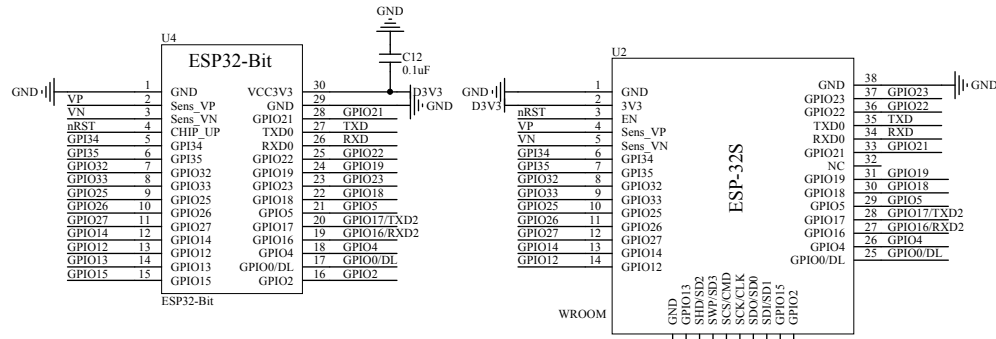 GND
C12
0.1uF
U4
ESP32-Bit
GND 1 GND VCC3V3 30 D3V3
VP 2 Sens_VP GND 29 GND
VN 3 Sens_VN GPIO21 28 GPIO21
nRST 4 CHIP_UP TXD0 27 TXD
GPI34 5 GPI34 RXD0 26 RXD
GPI35 6 GPI35 GPIO22 25 GPIO22
GPIO32 7 GPIO32 GPIO19 24 GPIO19
GPIO33 8 GPIO33 GPIO23 23 GPIO23
GPIO25 9 GPIO25 GPIO18 22 GPIO18
GPIO26 10 GPIO26 GPIO5 21 GPIO5
GPIO27 11 GPIO27 GPIO17 20 GPIO17/TXD2
GPIO14 12 GPIO14 GPIO16 19 GPIO16/RXD2
GPIO12 13 GPIO12 GPIO4 18 GPIO4
GPIO13 14 GPIO13 GPIO0/DL 17 GPIO0/DL
GPIO15 15 GPIO15 GPIO2 16 GPIO2
ESP32-Bit
U2
ESP-32S
GND 1 GND GND 38 GND
D3V3 2 3V3 GPIO23 37 GPIO23
nRST 3 EN GPIO22 36 GPIO22
VP 4 Sens_VP TXD0 35 TXD
VN 5 Sens_VN RXD0 34 RXD
GPI34 6 GPI34 GPIO21 33 GPIO21
GPI35 7 GPI35 NC 32
GPIO32 8 GPIO32 GPIO19 31 GPIO19
GPIO33 9 GPIO33 GPIO18 30 GPIO18
GPIO25 10 GPIO25 GPIO5 29 GPIO5
GPIO26 11 GPIO26 GPIO17 28 GPIO17/TXD2
GPIO27 12 GPIO27 GPIO16 27 GPIO16/RXD2
GPIO14 13 GPIO14 GPIO4 26 GPIO4
GPIO12 14 GPIO12 GPIO0/DL 25 GPIO0/DL
GND
GPIO13
SHD/SD2
SWP/SD3
SCS/CMD
SCK/CLK
SDO/SD0
SDI/SD1
GPIO15
GPIO2
WROOM